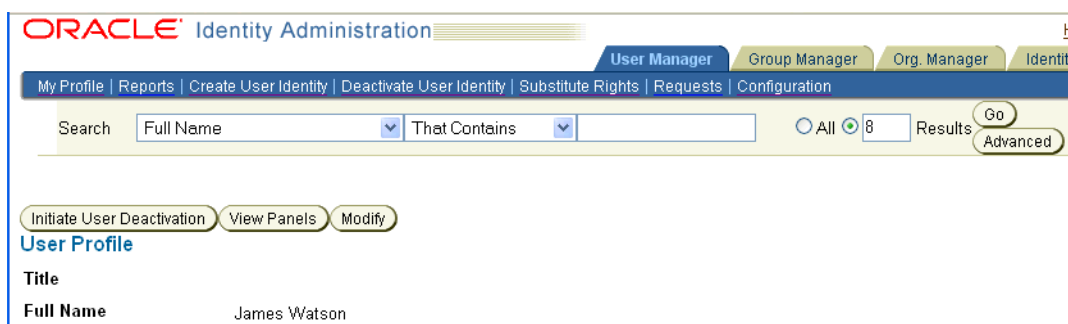 ORACLE Identity Administration
User Manager Group Manager Org. Manager
My Profile | Reports | Create User Identity | Deactivate User Identity | Substitute Rights | Requests | Configuration
Search Full Name That Contains All 8 Results Go
Advanced
Initiate User Deactivation View Panels Modify
User Profile
Title
Full Name James Watson